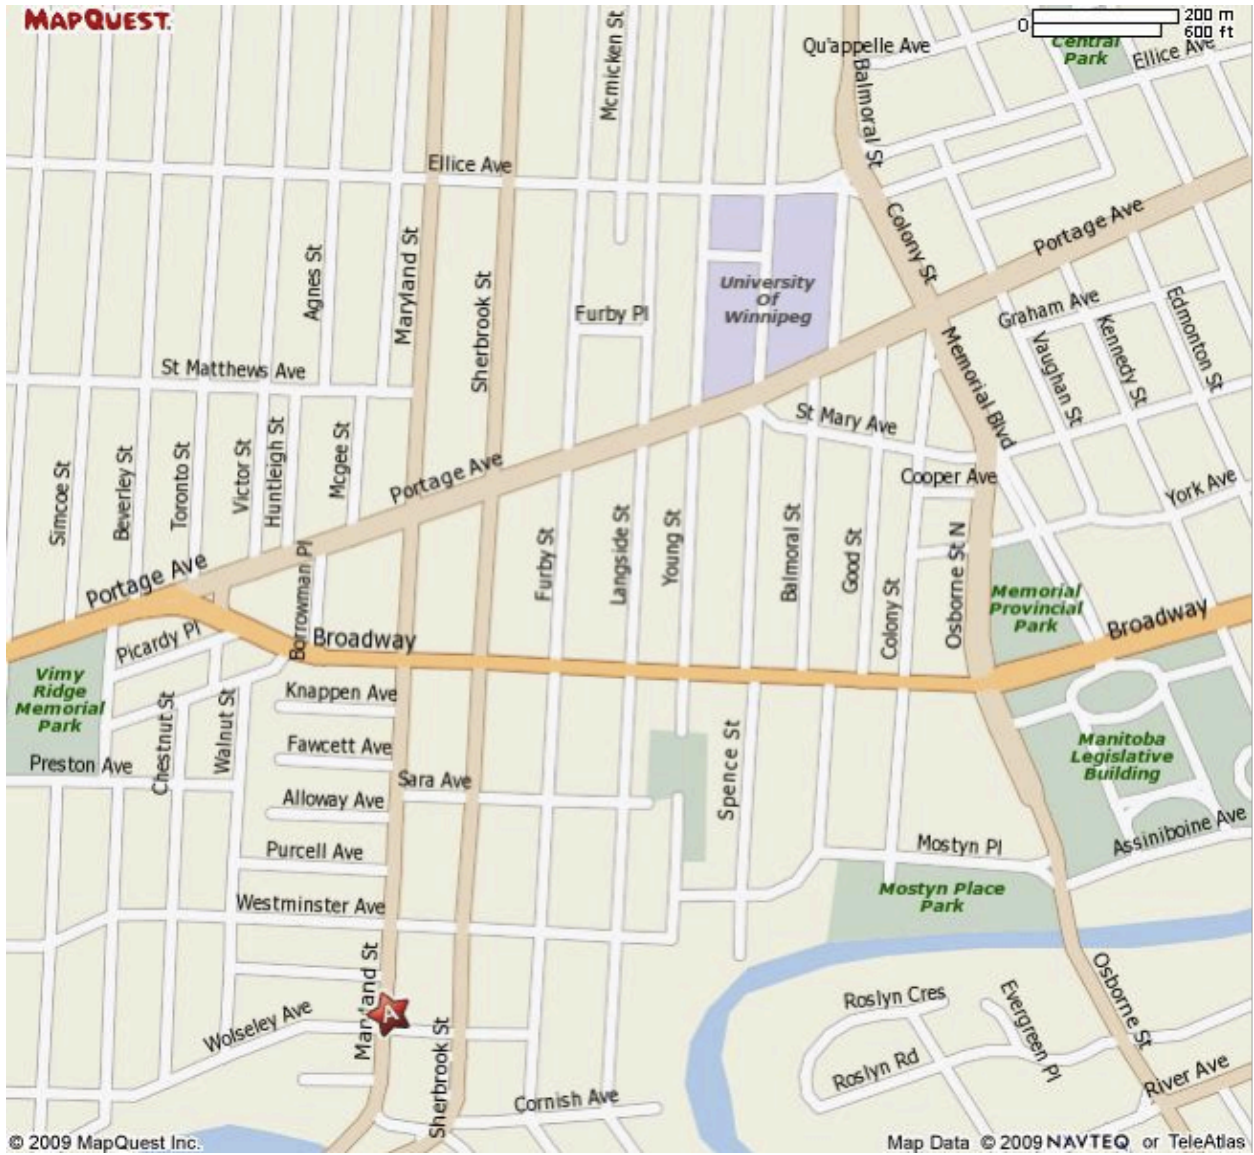 MAPQUEST.
0
200 m
600 ft
Qu'appelle Ave
Central
Park
Ellice Ave
Mcmicken St
Balmoral St
Ellice Ave
Colony St
Portage Ave
Agnes St
Maryland St
Sherbrook St
University
Of
Winnipeg
Furby Pl
Graham Ave
Edmonton St
Kennedy St
Vaughan St
Memorial Blvd
St Matthews Ave
St Mary Ave
Cooper Ave
York Ave
Simcoe St
Beverley St
Toronto St
Victor St
Huntleigh St
Mcgee St
Portage Ave
Furby St
Langside St
Young St
Balmoral St
Good St
Colony St
Osborne St N
Portage Ave
Borrowman Pl
Memorial
Provincial
Park
Broadway
Picardy Pl
Broadway
Vimy
Ridge
Memorial
Park
Knappen Ave
Chestnut St
Walnut St
Fawcett Ave
Spence St
Manitoba
Legislative
Building
Preston Ave
Sara Ave
Alloway Ave
Assiniboine Ave
Purcell Ave
Mostyn Pl
Mostyn Place
Park
Westminster Ave
Maryland St
A
Wolseley Ave
Sherbrook St
Roslyn Cres
Evergreen Pl
Osborne St
Roslyn Rd
River Ave
Cornish Ave
© 2009 MapQuest Inc.
Map Data © 2009 NAVTEQ or TeleAtlas